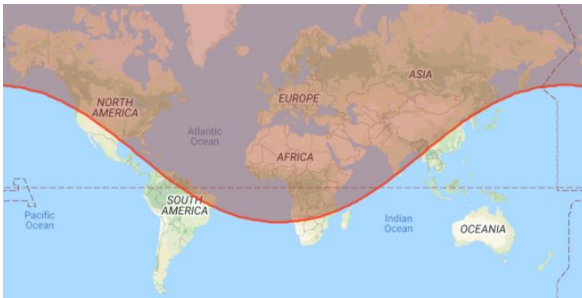 ASIA
EUROPE
NORTH
AMERICA
Atlantic
Ocean
AFRICA
SOUTH
AMERICA
Pacific
Ocean
Indian
Ocean
OCEANIA